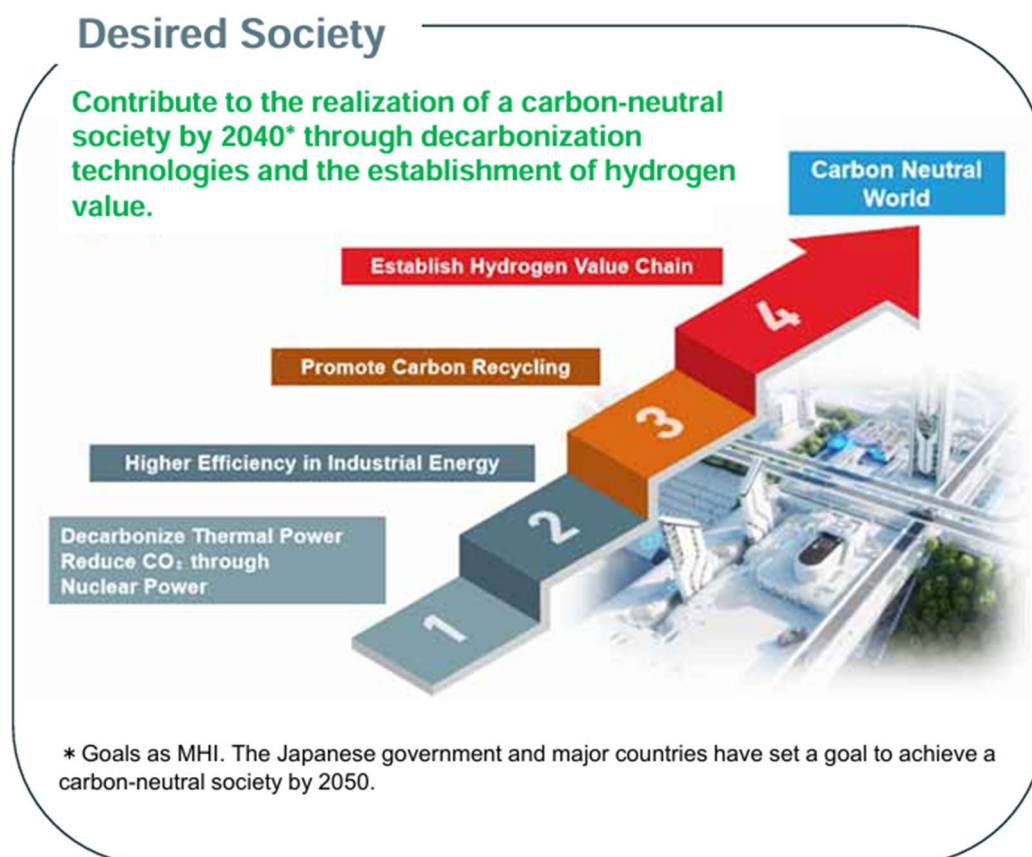 Desired Society
Contribute to the realization of a carbon-neutral
society by 2040* through decarbonization
technologies and the establishment of hydrogen
value.
Carbon Neutral
World
Establish Hydrogen Value Chain
4
Promote Carbon Recycling
3
Higher Efficiency in Industrial Energy
2
Decarbonize Thermal Power
Reduce CO₂ through
Nuclear Power
1
* Goals as MHI. The Japanese government and major countries have set a goal to achieve a
carbon-neutral society by 2050.